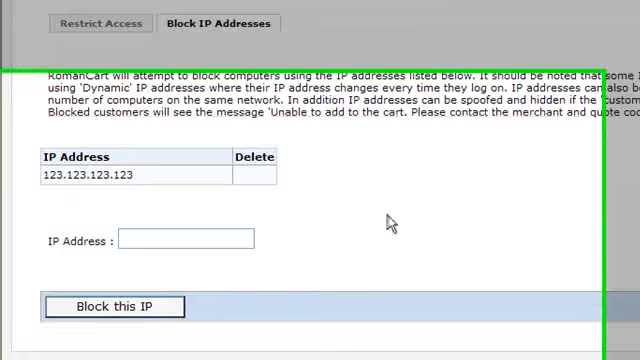 Restrict Access Block IP Addresses
RomanCart will attempt to block computers using the IP addresses listed below. It should be noted that some I
using 'Dynamic' IP addresses where their IP address changes every time they log on. IP addresses can also be
number of computers on the same network. In addition IP addresses can be spoofed and hidden if the 'custom
Blocked customers will see the message 'Unable to add to the cart. Please contact the merchant and quote cod
IP Address Delete
123.123.123.123
IP Address :
Block this IP